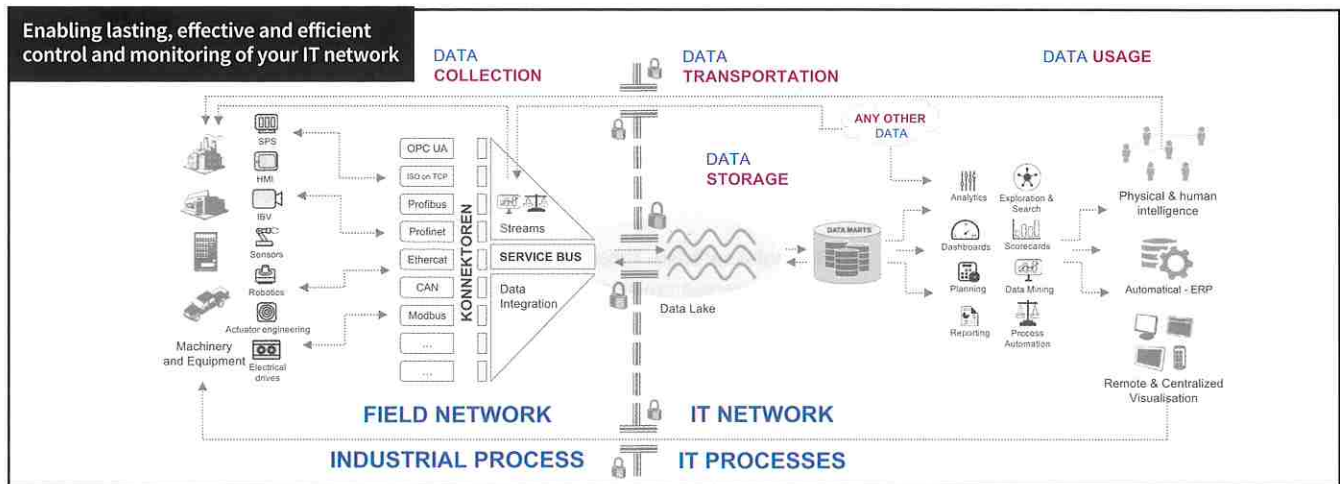 Enabling lasting, effective and efficient
control and monitoring of your IT network
DATA
COLLECTION
DATA
TRANSPORTATION
DATA USAGE
ANY OTHER
DATA
DATA
STORAGE
SPS
HMI
IBV
Sensors
Robotics
Actuator engineering
Electrical
drives
Machinery
and Equipment
OPC UA
ISO on TCP
Profibus
Profinet
Ethercat
CAN
Modbus
...
...
KONNEKTOREN
Streams
SERVICE BUS
Data
Integration
Data Lake
DATA MARTS
Analytics
Exploration &
Search
Dashboards
Scorecards
Planning
Data Mining
Reporting
Process
Automation
Physical & human
intelligence
Automatical - ERP
Remote & Centralized
Visualisation
FIELD NETWORK
IT NETWORK
INDUSTRIAL PROCESS
IT PROCESSES